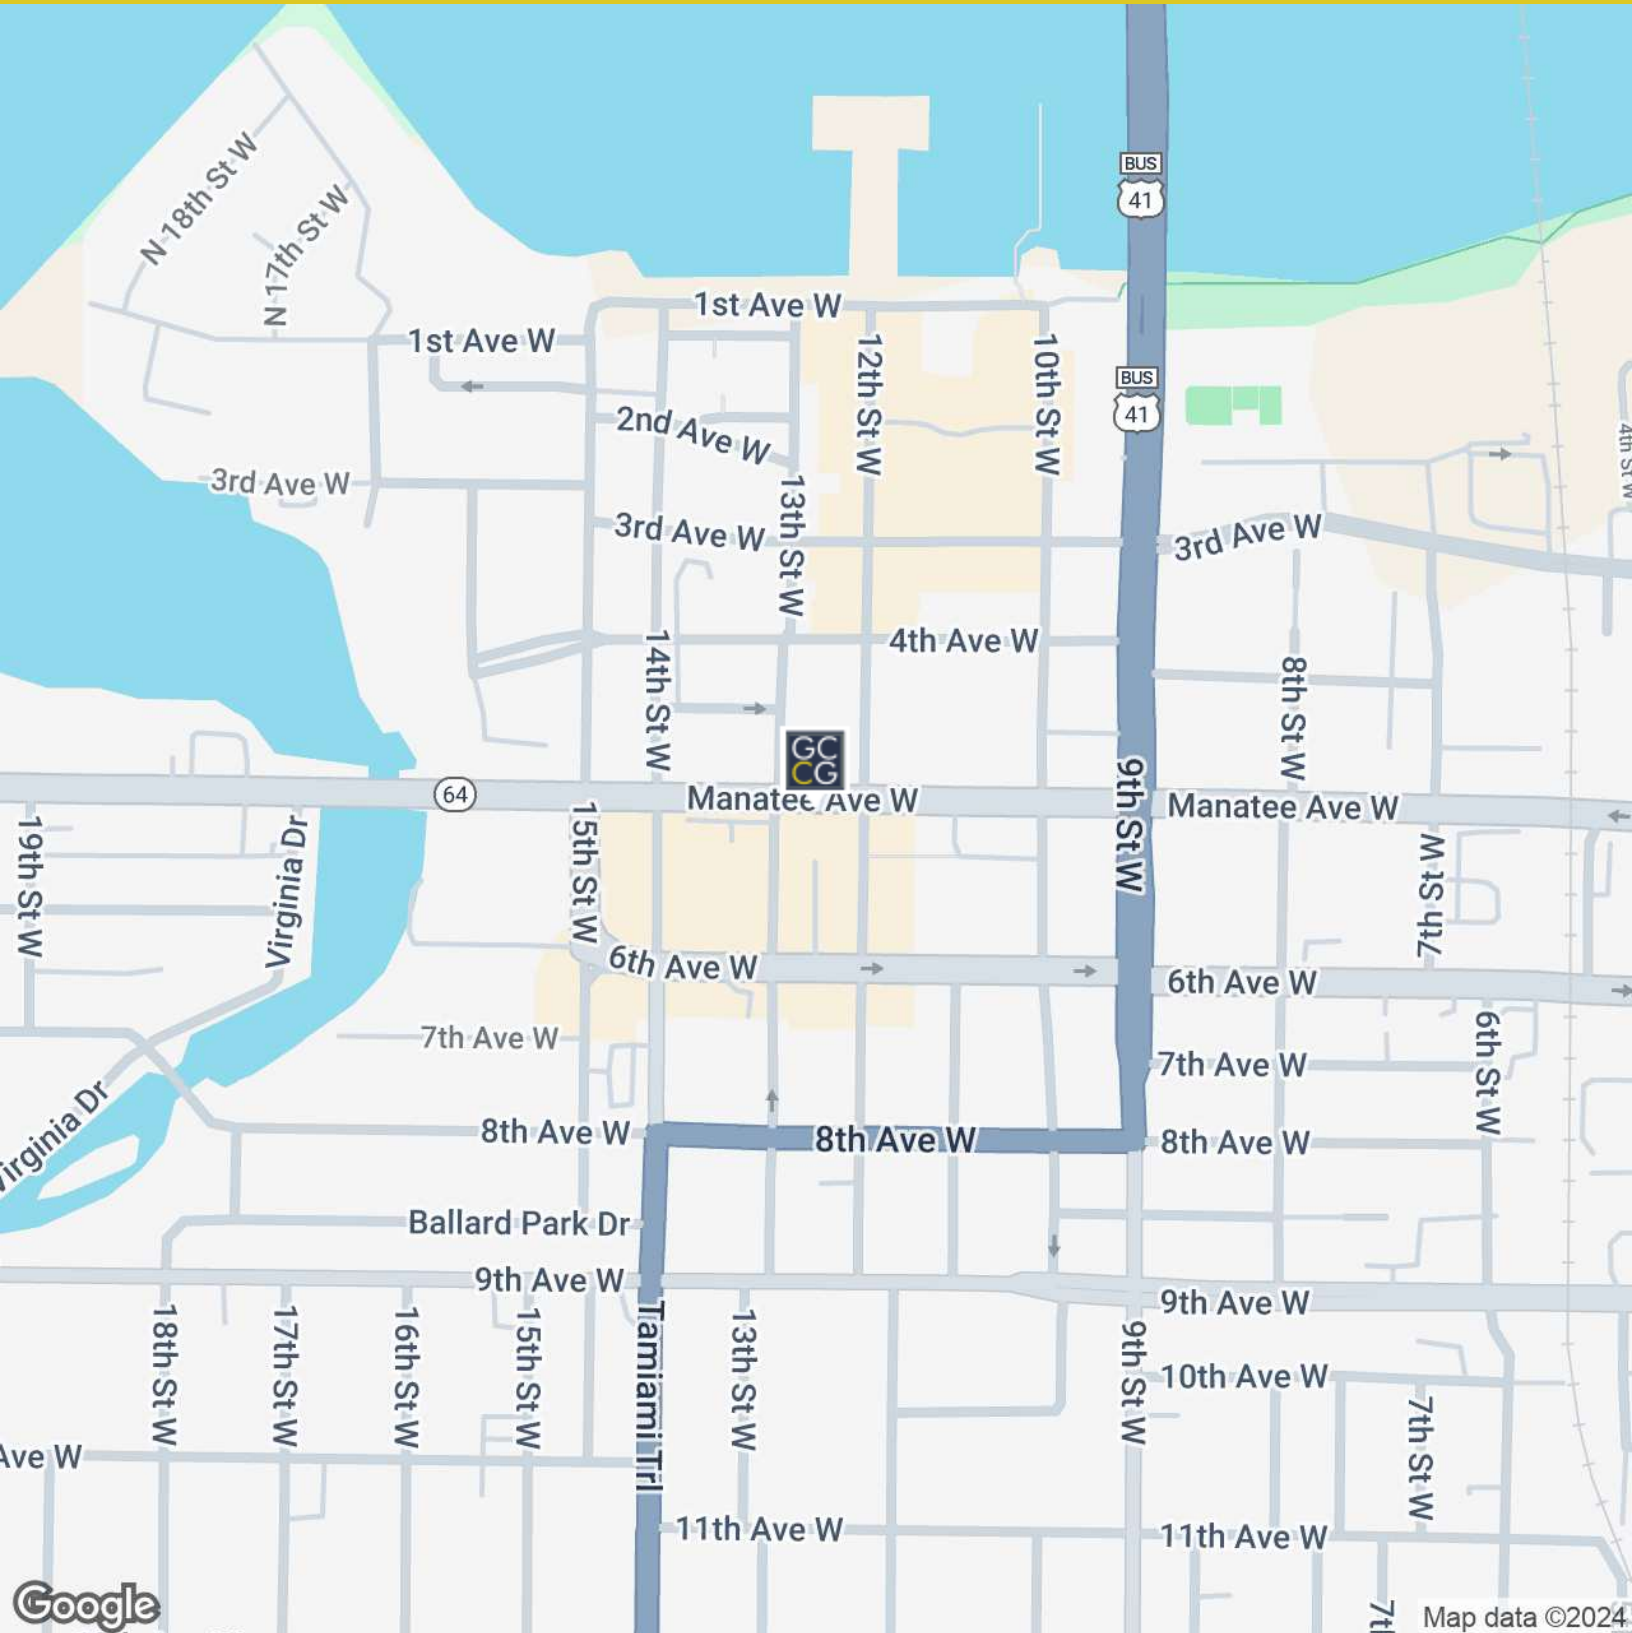 BUS
41
N 18th St W
N 17th St W
1st Ave W
1st Ave W
BUS
41
12th St W
10th St W
2nd Ave W
3rd Ave W
13th St W
3rd Ave W
3rd Ave W
4th St W
4th Ave W
14th St W
8th St W
GC
CG
64
Manatee Ave W
9th St W
Manatee Ave W
19th St W
Virginia Dr
15th St W
7th St W
6th Ave W
6th Ave W
7th Ave W
7th Ave W
6th St W
Virginia Dr
8th Ave W
8th Ave W
8th Ave W
Ballard Park Dr
9th Ave W
9th Ave W
18th St W
17th St W
16th St W
15th St W
Tamiami Trl
13th St W
9th St W
10th Ave W
7th St W
Ave W
11th Ave W
11th Ave W
Google
7t
Map data ©2024